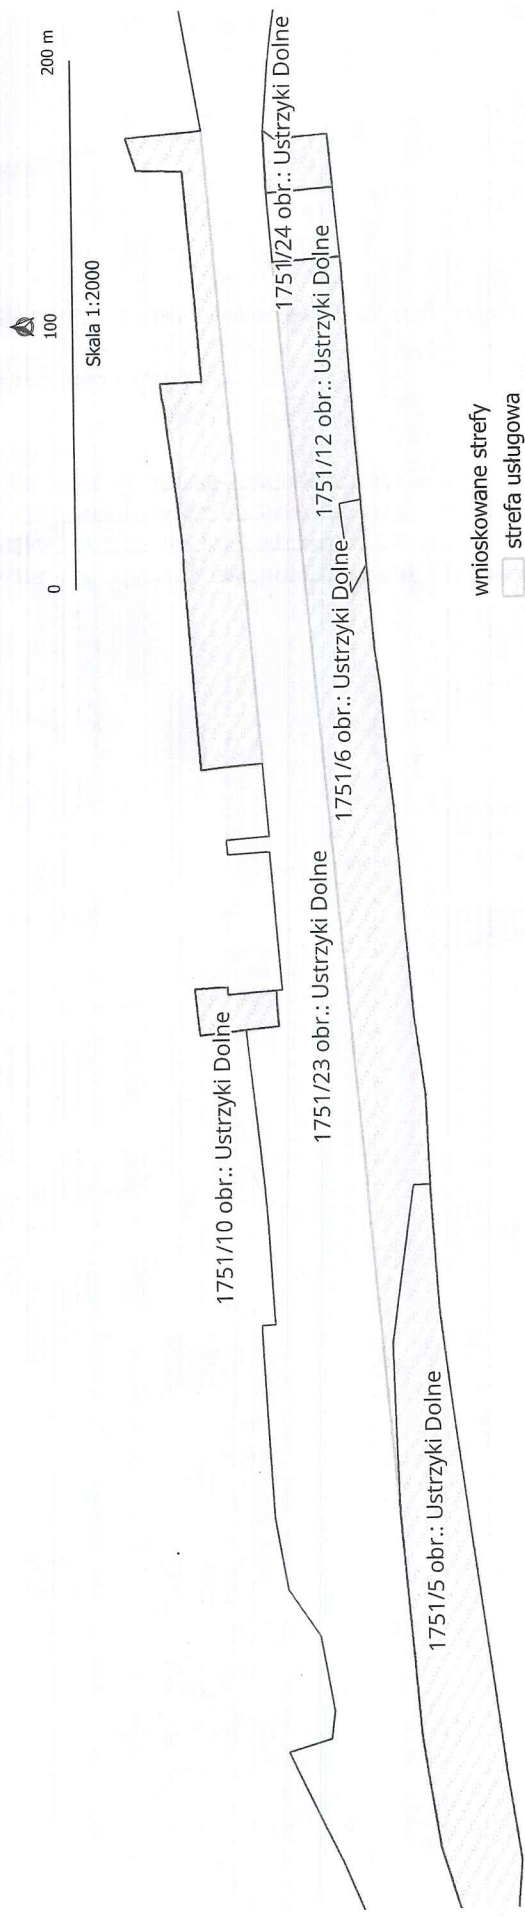 0
100
200 m
Skala 1:2000
1751/10 obr.: Ustrzyki Dolne
1751/24 obr.: Ustrzyki Dolne
1751/23 obr.: Ustrzyki Dolne
1751/6 obr.: Ustrzyki Dolne
1751/12 obr.: Ustrzyki Dolne
1751/5 obr.: Ustrzyki Dolne
wnioskowane strefy
strefa usługowa